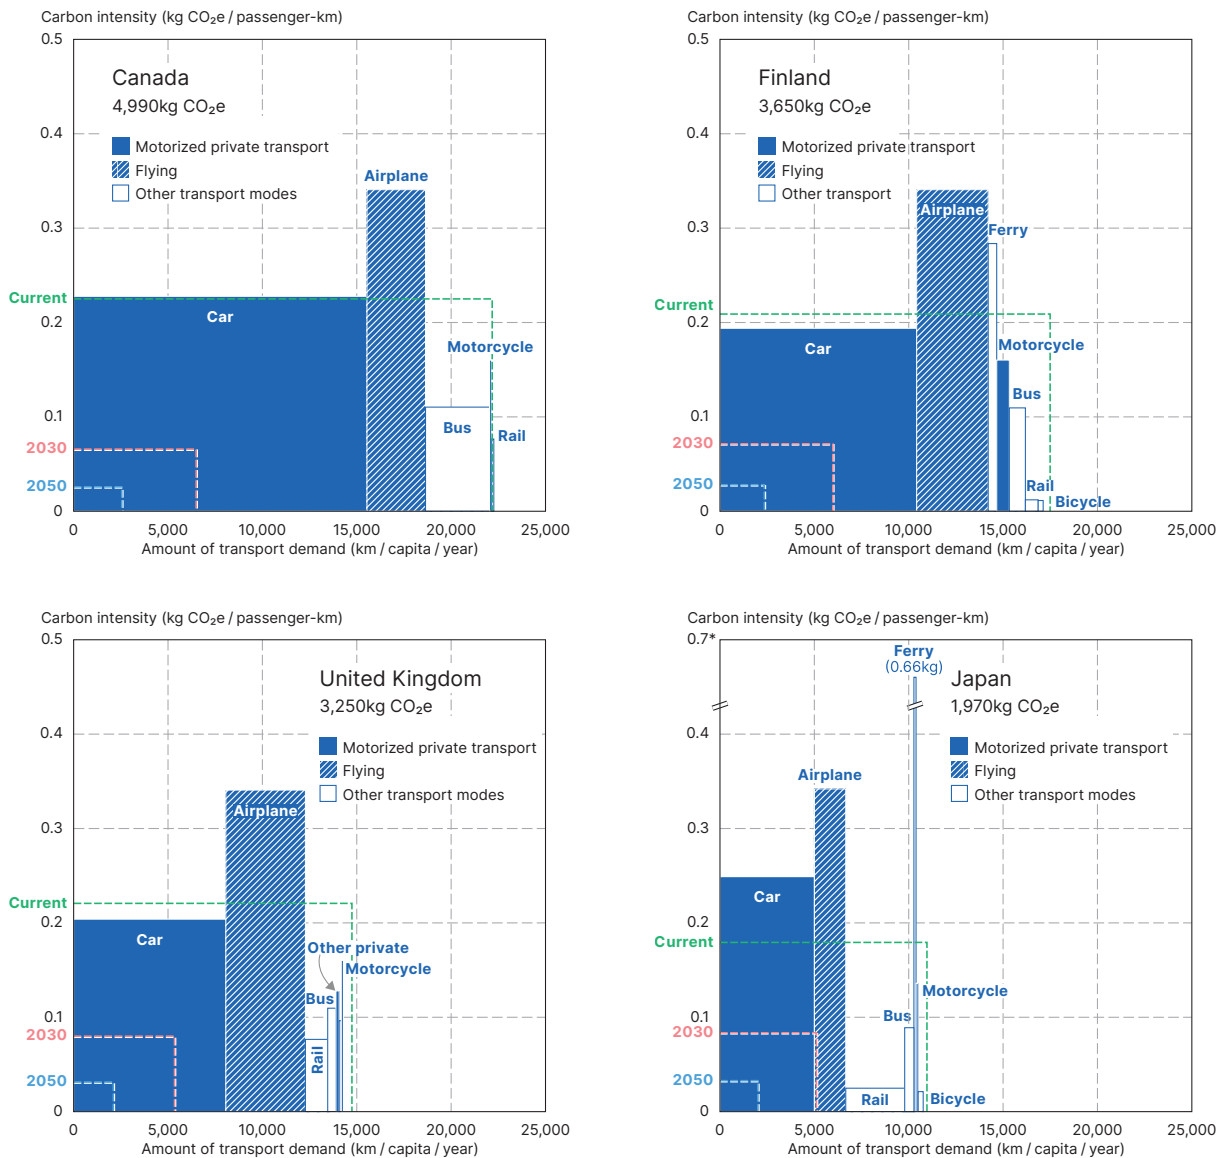 Carbon intensity (kg CO₂e / passenger-km)
0.5
Canada
4,990kg CO₂e
0.4
Motorized private transport
Flying
Other transport modes
Airplane
0.3
Current
Car
0.2
Motorcycle
0.1
Bus
Rail
2030
2050
0
0
5,000
10,000
15,000
20,000
25,000
Amount of transport demand (km / capita / year)
Carbon intensity (kg CO₂e / passenger-km)
0.5
Finland
3,650kg CO₂e
0.4
Motorized private transport
Flying
Other transport
Airplane
0.3
Ferry
Current
0.2
Car
Motorcycle
Bus
0.1
2030
2050
Rail
Bicycle
0
0
5,000
10,000
15,000
20,000
25,000
Amount of transport demand (km / capita / year)
Carbon intensity (kg CO₂e / passenger-km)
0.5
United Kingdom
3,250kg CO₂e
0.4
Motorized private transport
Flying
Other transport modes
Airplane
0.3
Current
0.2
Car
Other private
Motorcycle
Bus
0.1
2030
Rail
2050
0
0
5,000
10,000
15,000
20,000
25,000
Amount of transport demand (km / capita / year)
Carbon intensity (kg CO₂e / passenger-km)
0.7*
Ferry
(0.66kg)
Japan
1,970kg CO₂e
0.4
Motorized private transport
Flying
Other transport modes
Airplane
0.3
Car
0.2
Current
Motorcycle
Bus
0.1
2030
2050
Rail
Bicycle
0
0
5,000
10,000
15,000
20,000
25,000
Amount of transport demand (km / capita / year)